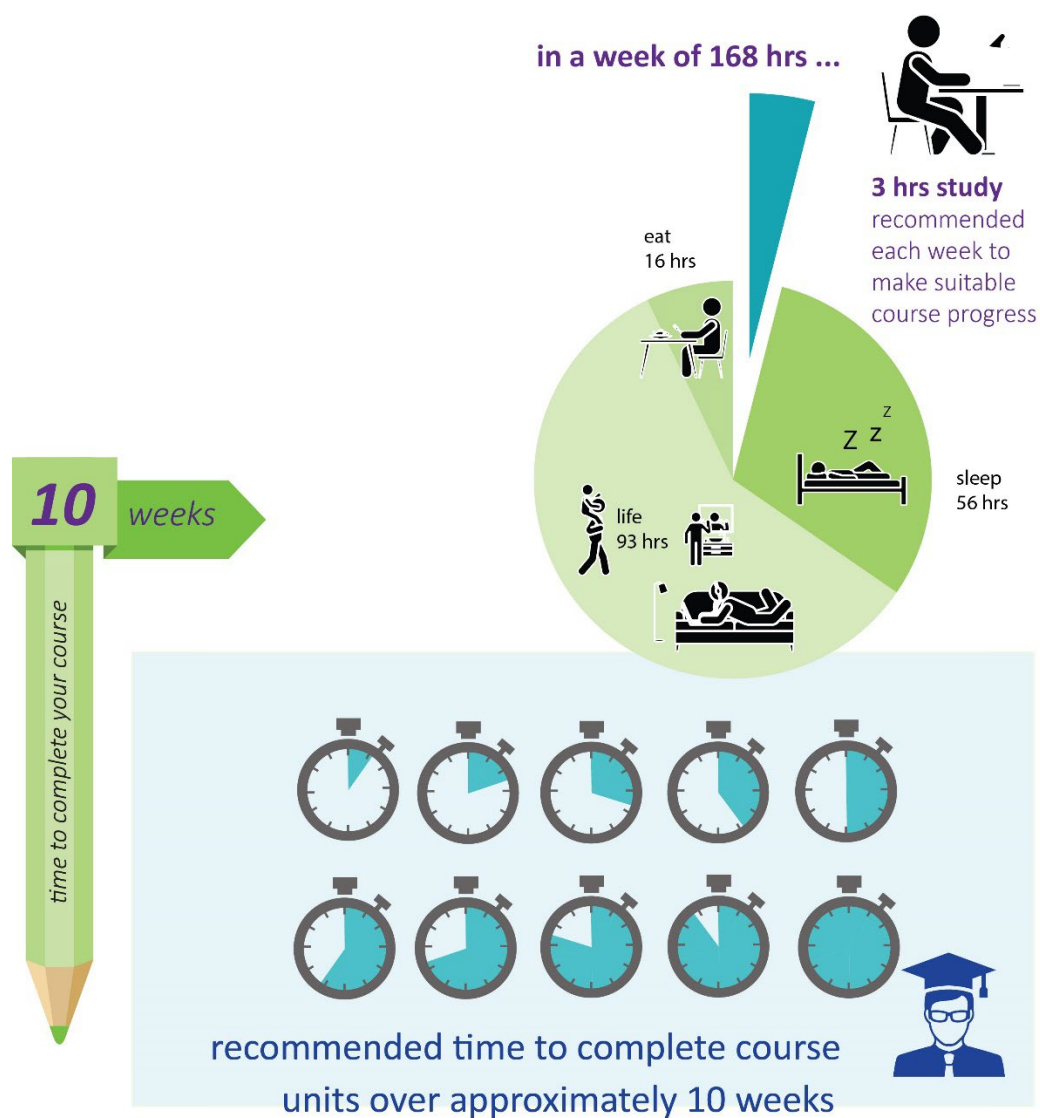 in a week of 168 hrs ...
3 hrs study
recommended
each week to
make suitable
course progress
eat
16 hrs
Z z z
sleep
56 hrs
life
93 hrs
10 weeks
time to complete your course
recommended time to complete course
units over approximately 10 weeks